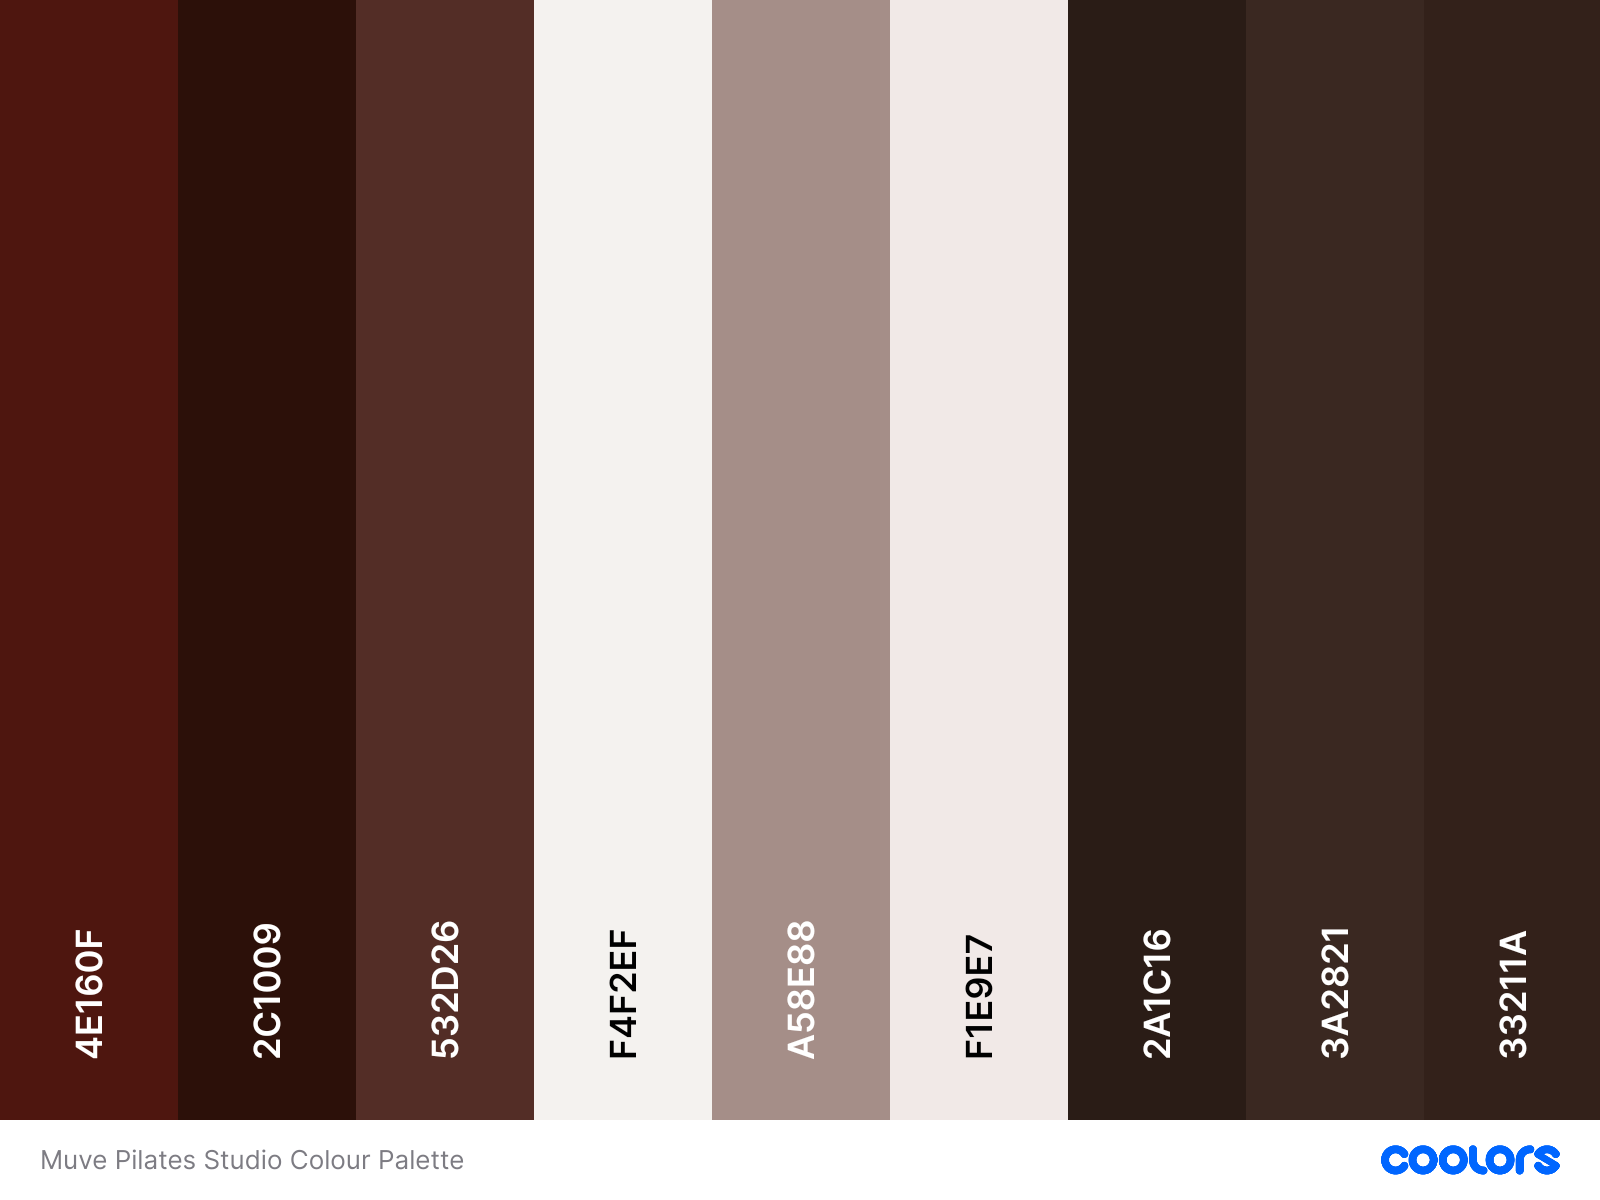 4E160F
2C1009
532D26
F4F2EF
A58E88
F1E9E7
2A1C16
3A2821
33211A
Muve Pilates Studio Colour Palette
coolors